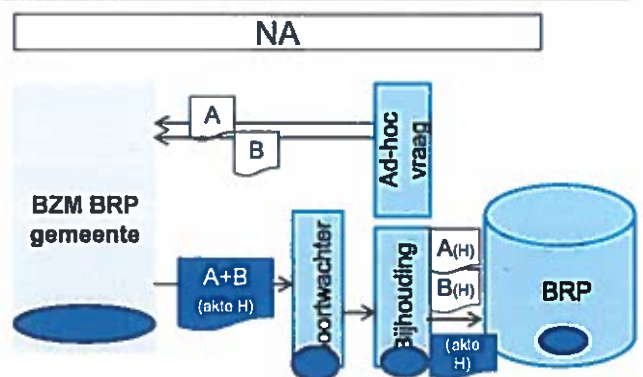 NA
A
B
Ad-hoc
vraag
BZM BRP
gemeente
A+B
(akte H)
oortwachter
Bijhouding
A(H)
B(H)
(akte
H)
BRP